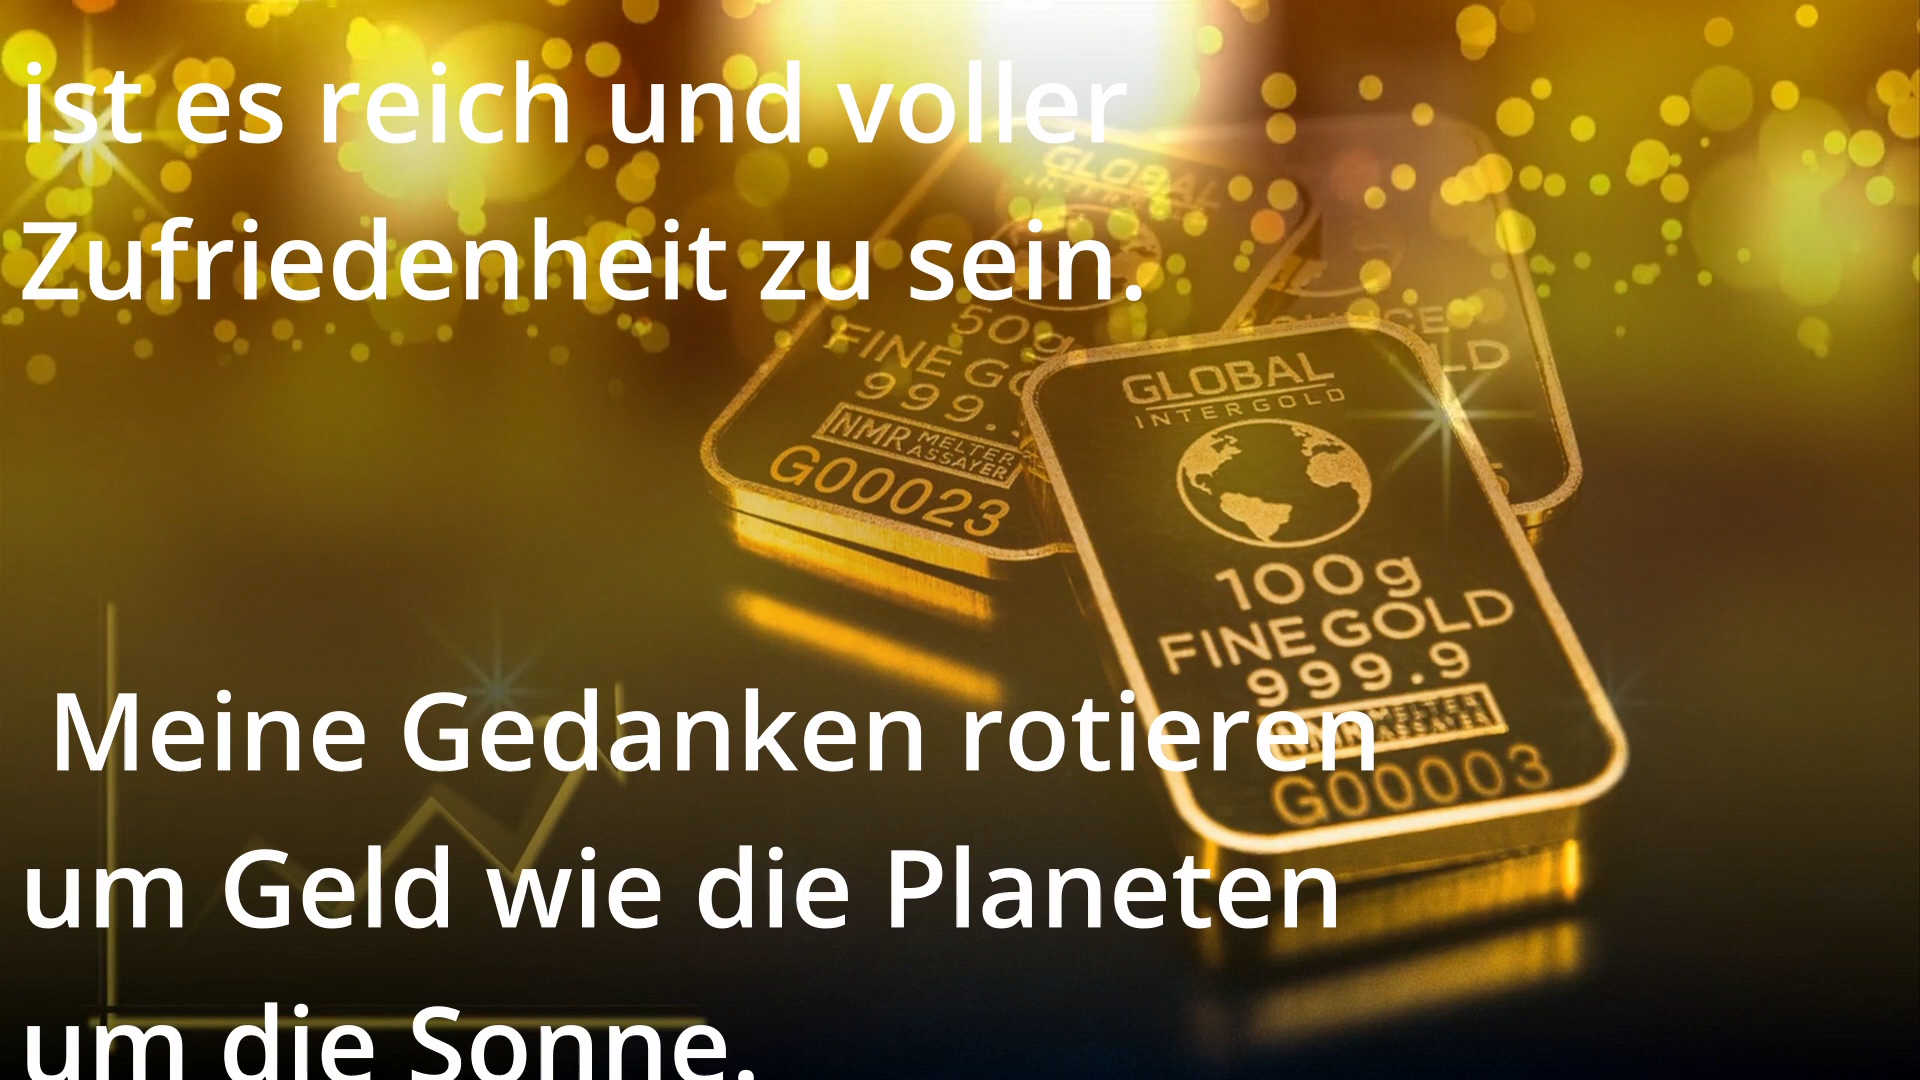 ist es reich und voller
Zufriedenheit zu sein.
GLOBAL
50g
FINE
999.
NMR MELTER
ASSAYER
G00023
LD
GLOBAL
INTERGOLD
100g
FINE GOLD
999.9
G00003
Meine Gedanken rotieren
um Geld wie die Planeten
um die Sonne.